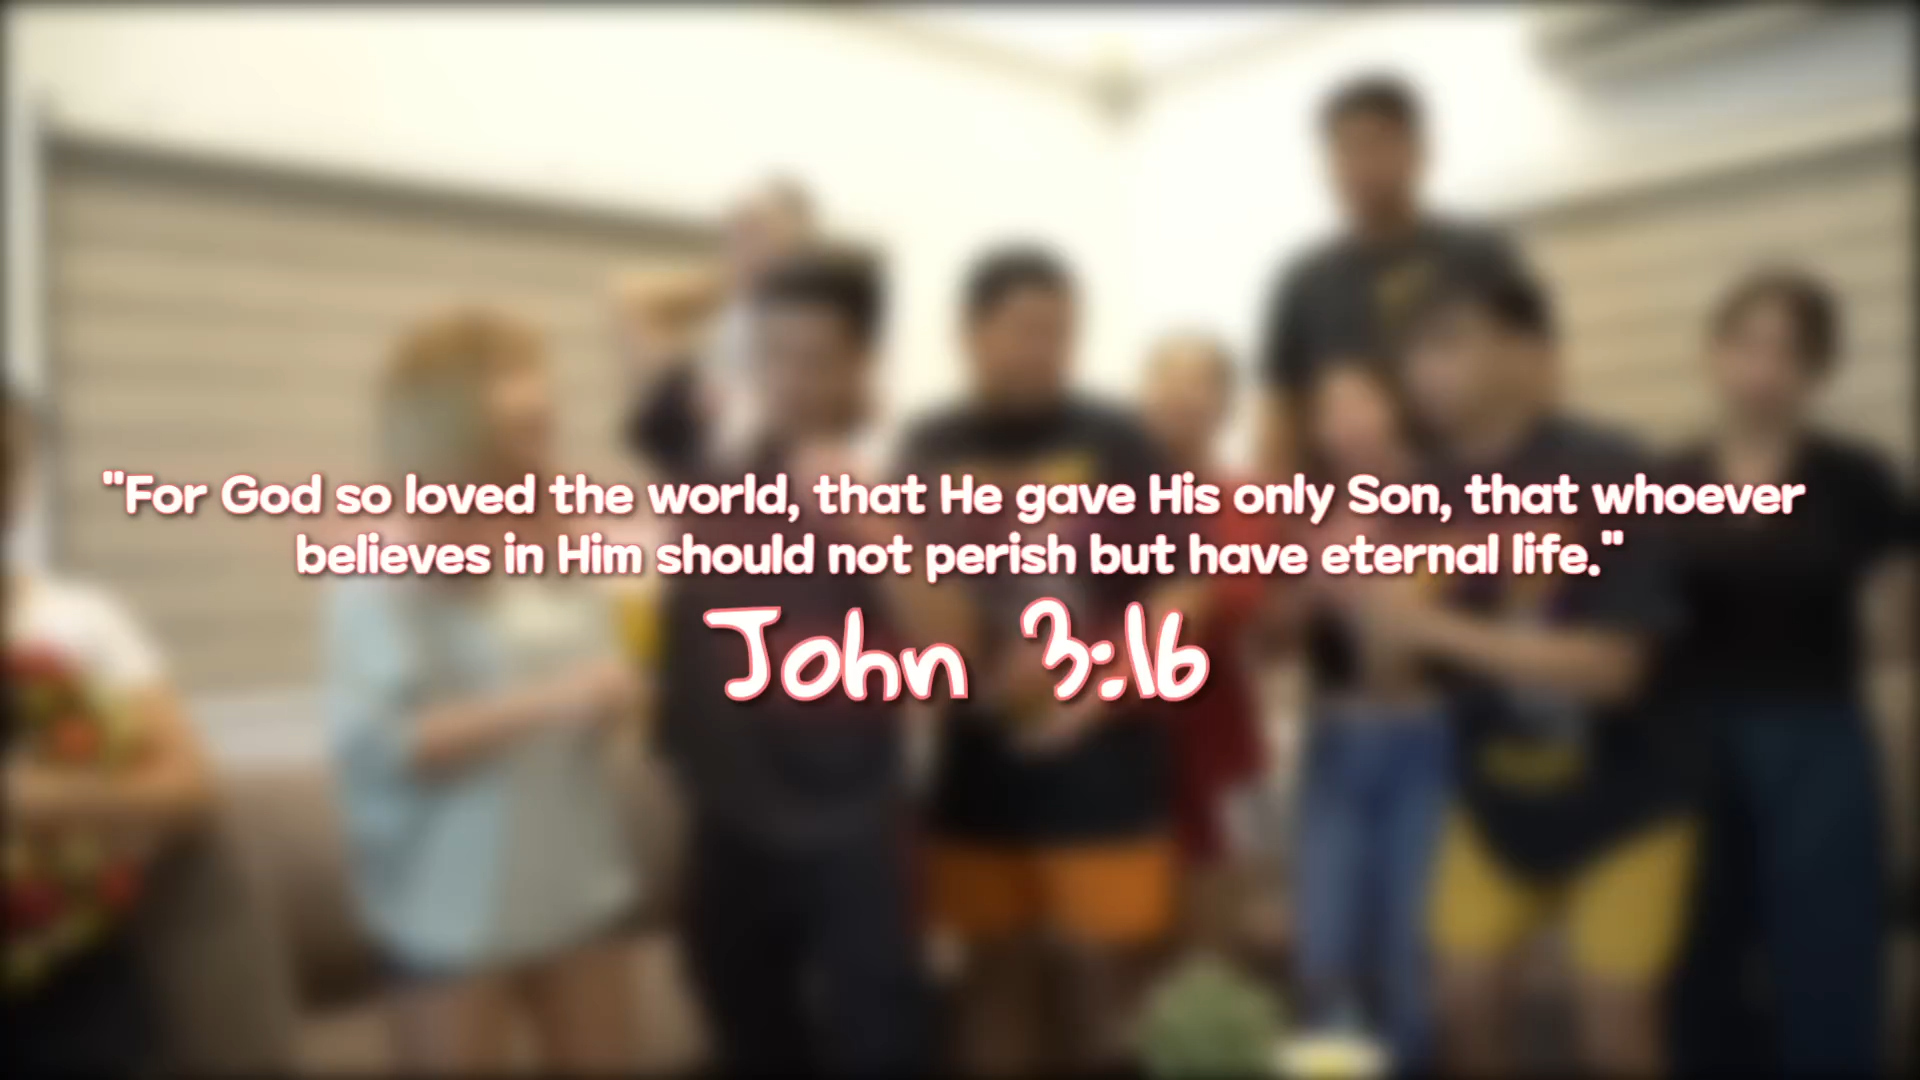 "For God so loved the world, that He gave His only Son, that whoever
believes in Him should not perish but have eternal life."
John 3:16